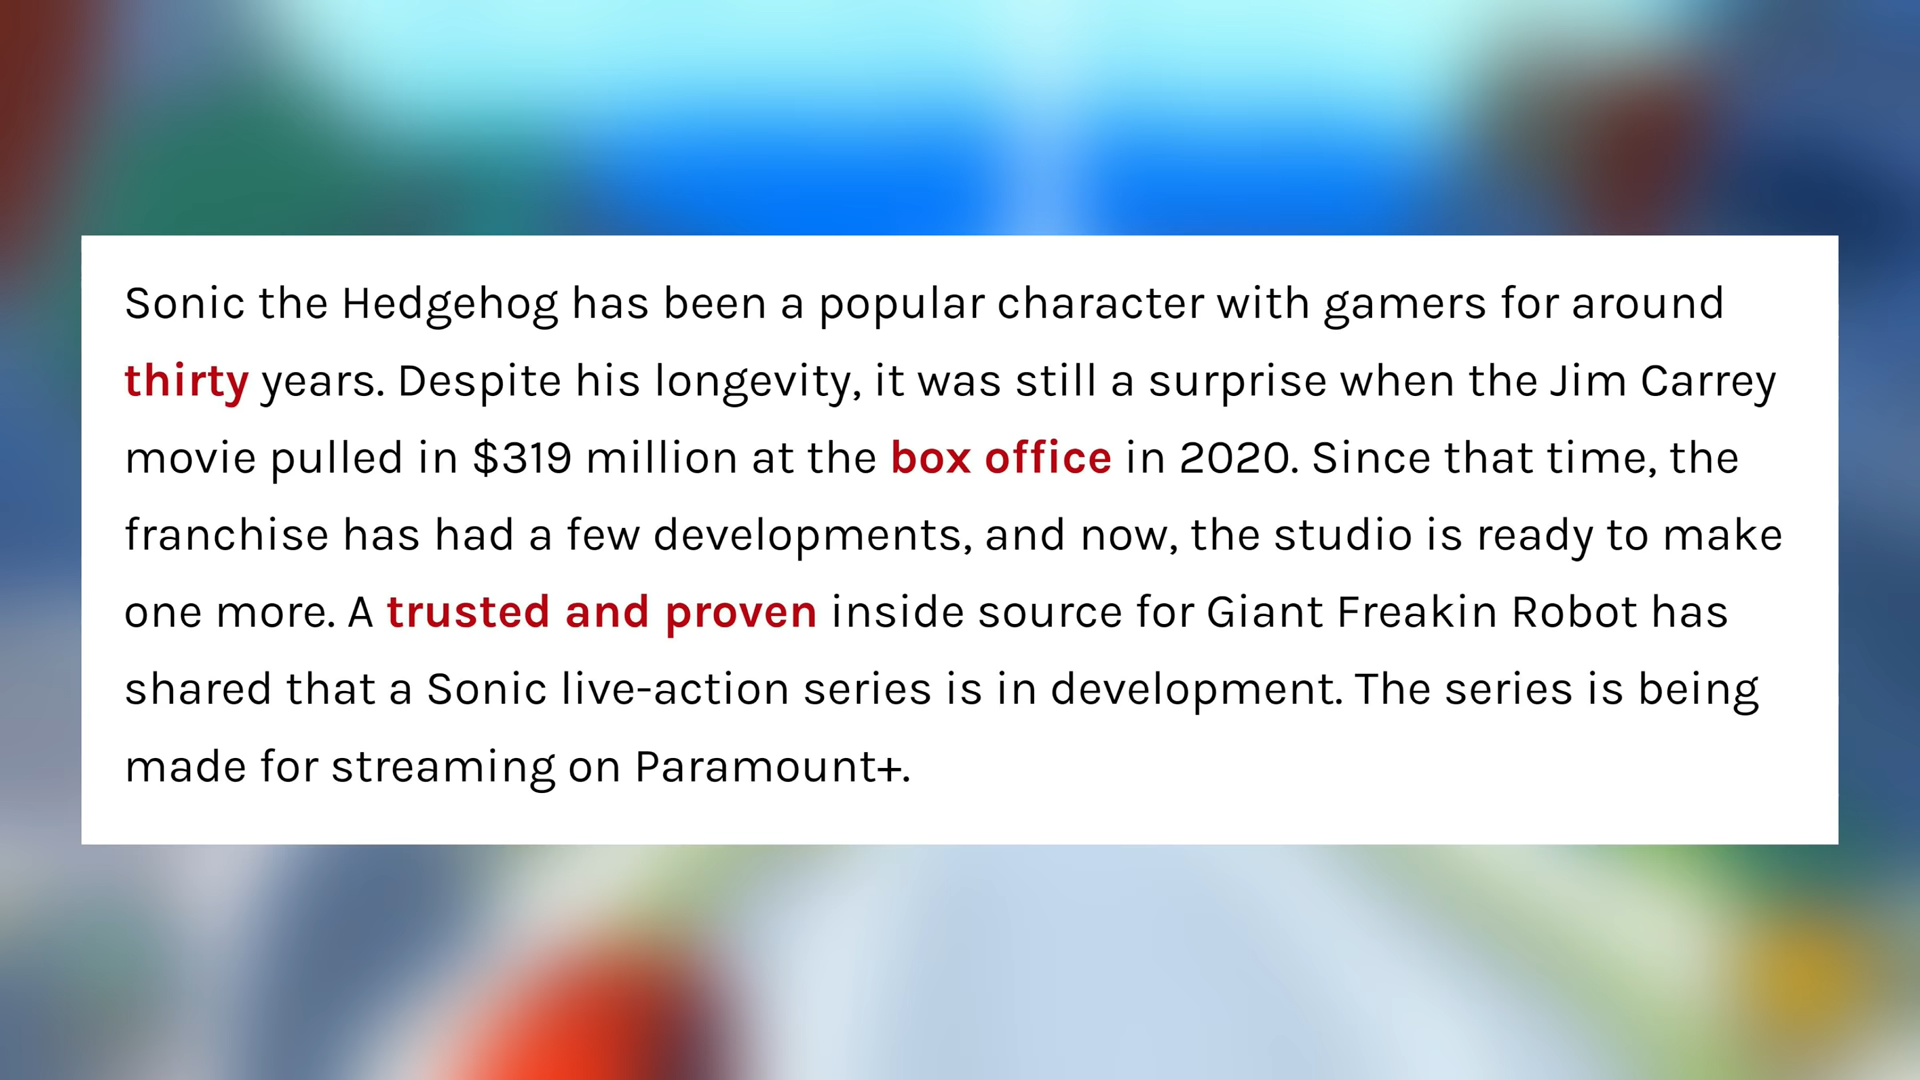 Sonic the Hedgehog has been a popular character with gamers for around
thirty years. Despite his longevity, it was still a surprise when the Jim Carrey
movie pulled in $319 million at the box office in 2020. Since that time, the
franchise has had a few developments, and now, the studio is ready to make
one more. A trusted and proven inside source for Giant Freakin Robot has
shared that a Sonic live-action series is in development. The series is being
made for streaming on Paramount+.